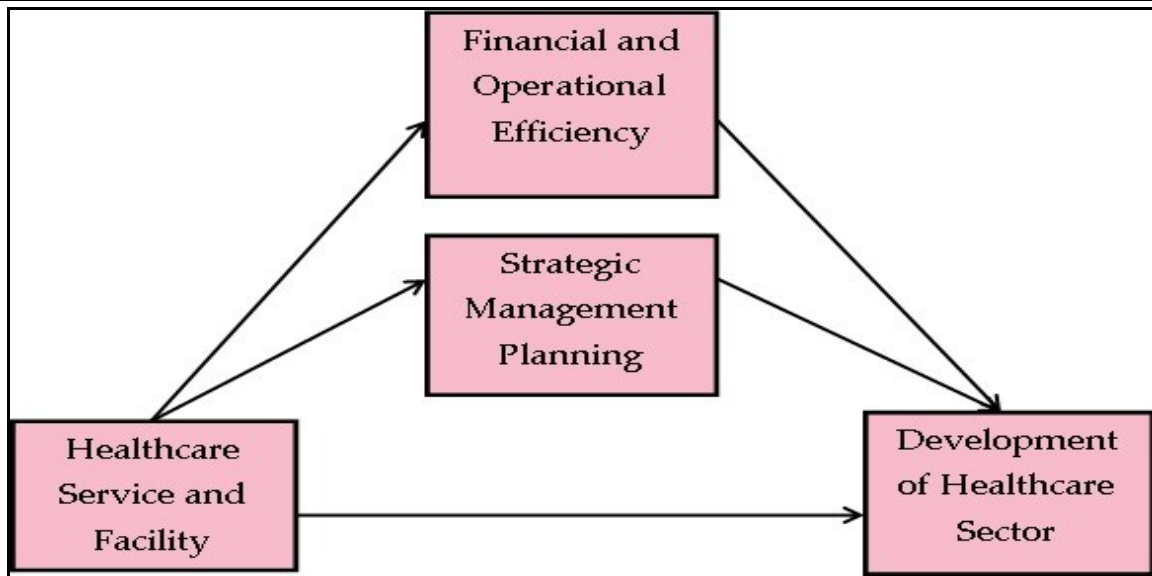 Financial and
Operational
Efficiency
Strategic
Management
Planning
Healthcare
Service and
Facility
Development
of Healthcare
Sector